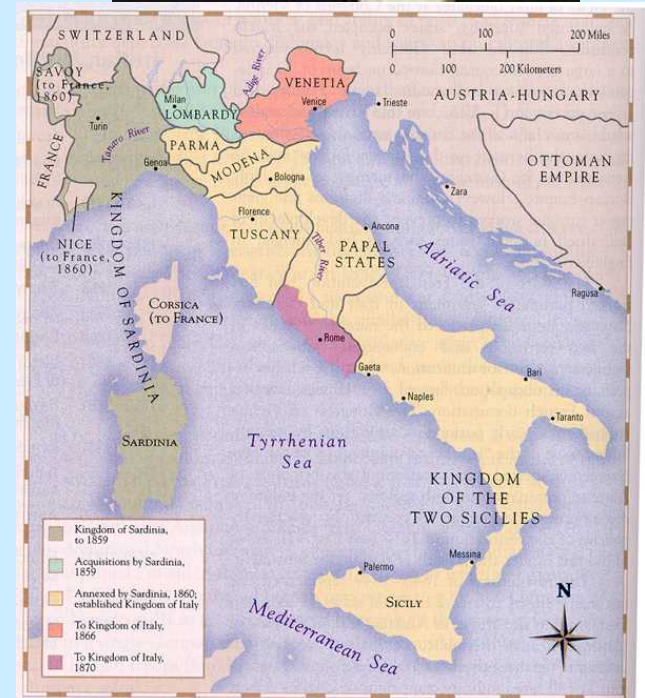 SWITZERLAND
SAVOY
(to France,
1860)
0 100 200 Miles
0 100 200 Kilometers
AUSTRIA-HUNGARY
Adige River
VENETIA
Venice
Trieste
Milan
LOMBARDY
Turin
Tanaro River
FRANCE
PARMA
MODENA
Genoa
Bologna
OTTOMAN
EMPIRE
Zara
NICE
(to France,
1860)
KINGDOM OF SARDINIA
Florence
TUSCANY
Tiber River
Ancona
PAPAL
STATES
Adriatic Sea
Ragusa
CORSICA
(TO FRANCE)
Rome
Gaeta
Bari
Naples
Taranto
SARDINIA
Tyrrhenian
Sea
KINGDOM
OF THE
TWO SICILIES
Kingdom of Sardinia,
to 1859
Acquisitions by Sardinia,
1859
Annexed by Sardinia, 1860;
established Kingdom of Italy
To Kingdom of Italy,
1866
To Kingdom of Italy,
1870
Palermo
Messina
SICILY
Mediterranean Sea
N